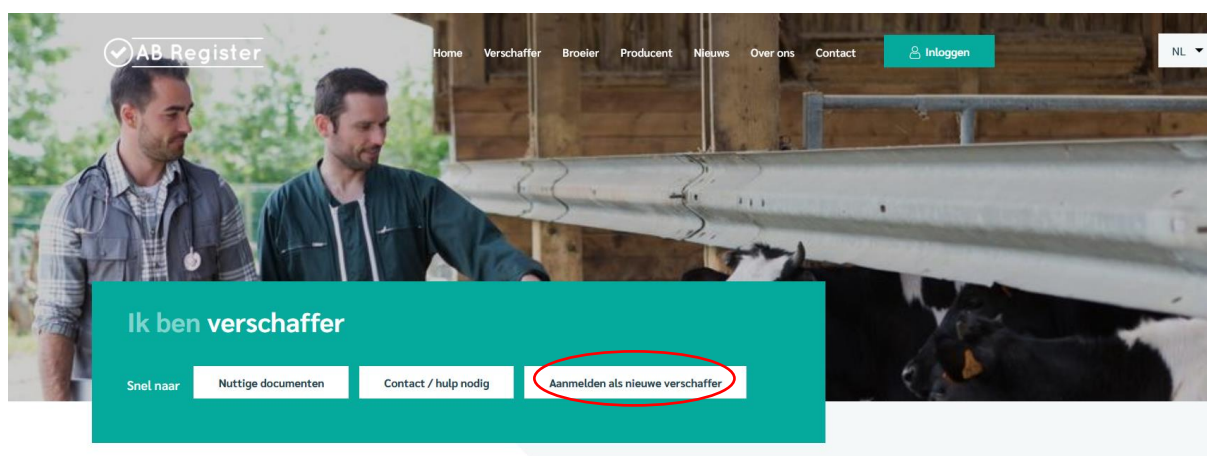 AB Register
Home Verschaffer Broeier Producent Nieuws Over ons Contact Inloggen NL
Ik ben verschaffer
Snel naar Nuttige documenten Contact / hulp nodig Aanmelden als nieuwe verschaffer